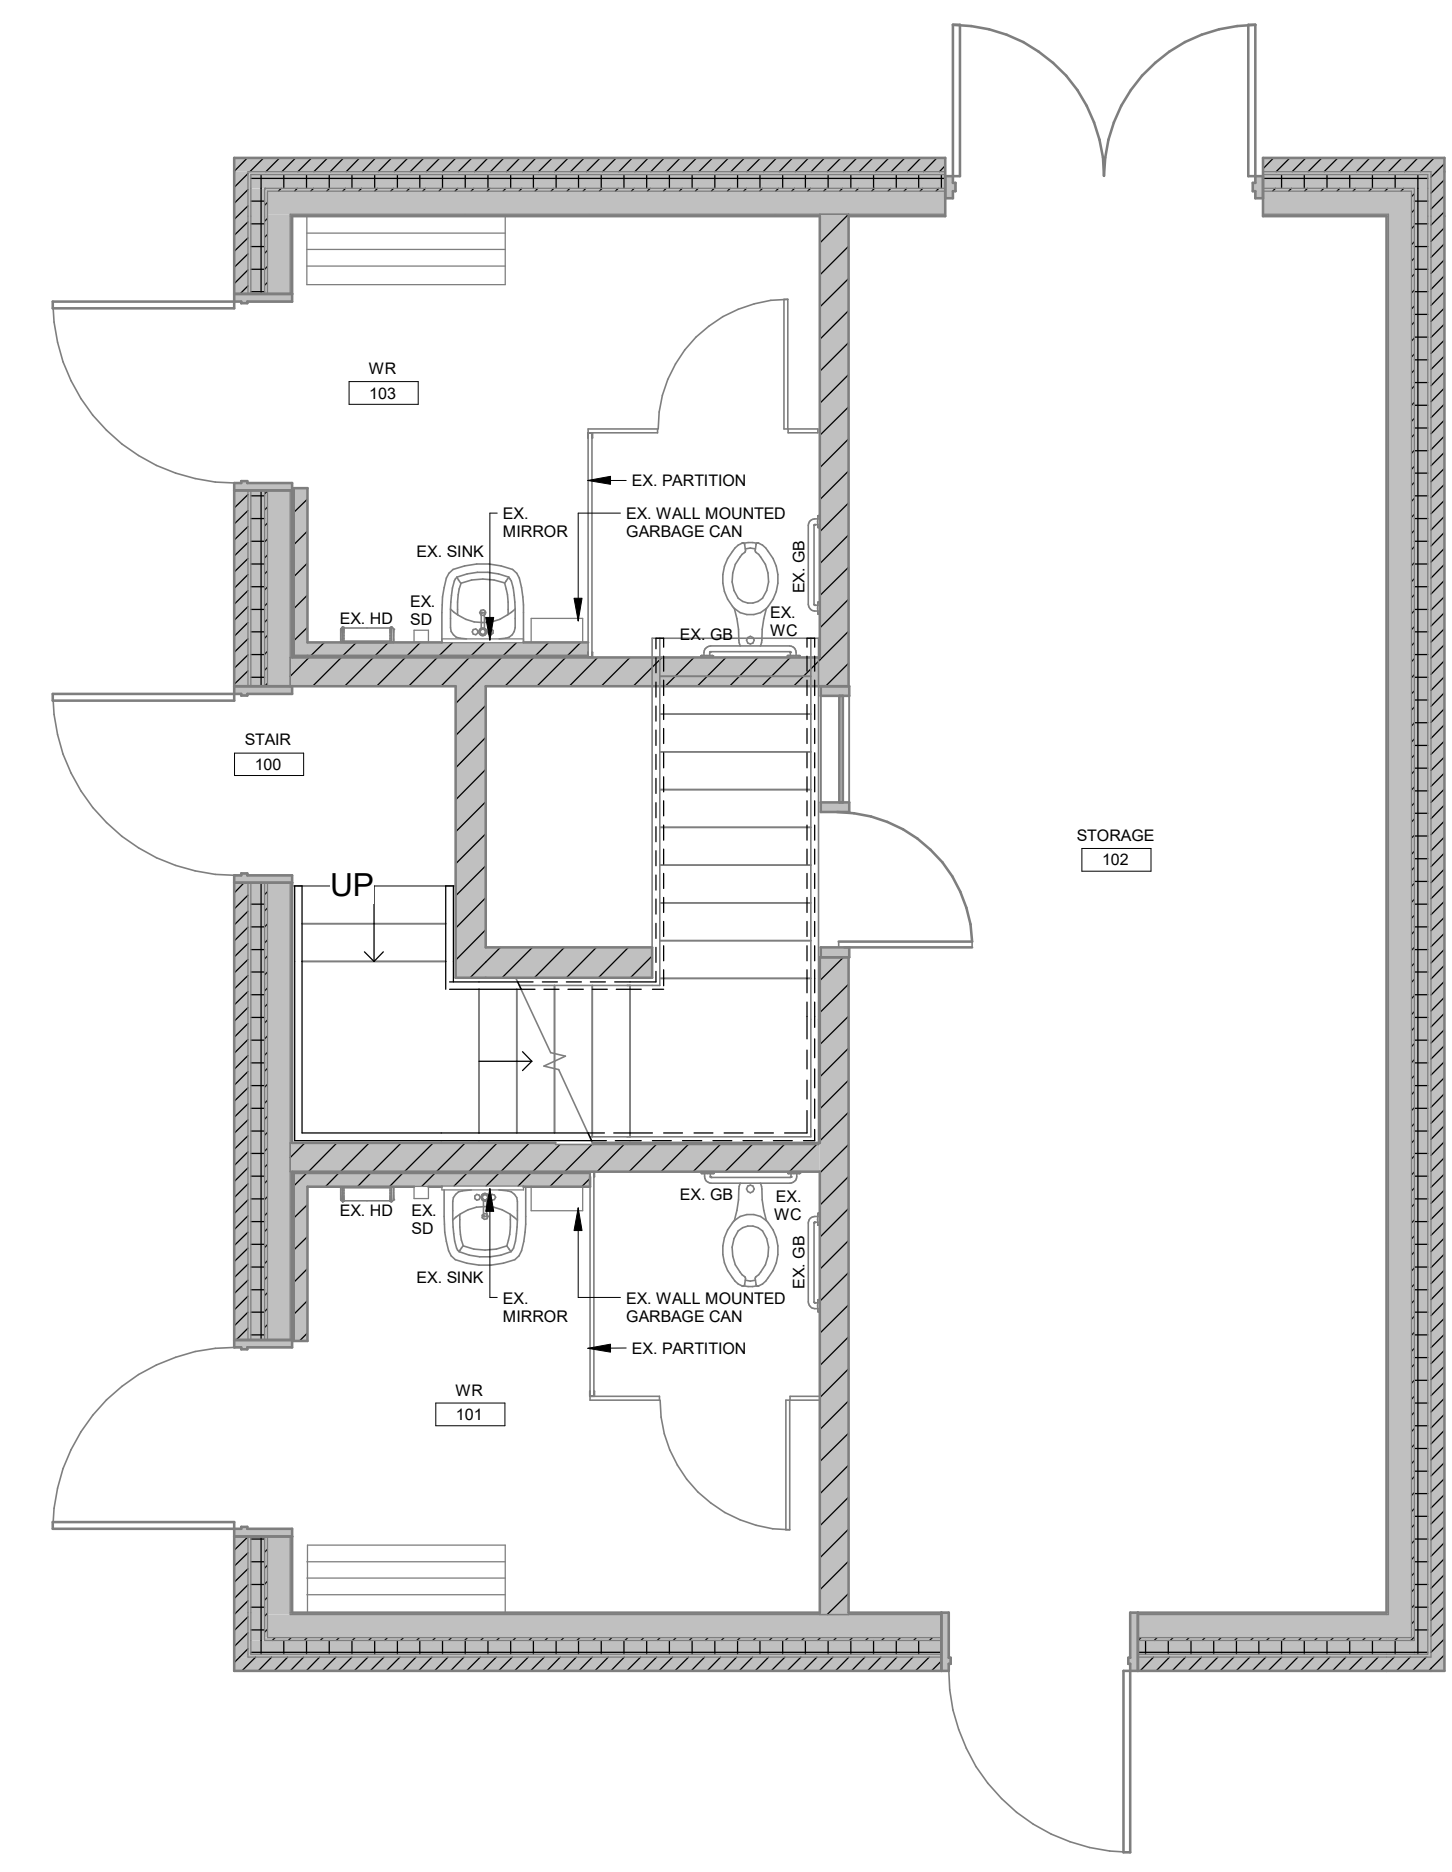 WR
103
EX. PARTITION
EX.
MIRROR
EX. WALL MOUNTED
GARBAGE CAN
EX. SINK
EX. GB
EX. HD
EX.
SD
EX. GB
EX.
WC
STAIR
100
UP
STORAGE
102
EX. HD
EX.
SD
EX. GB
EX.
WC
EX. GB
EX. SINK
EX.
MIRROR
EX. WALL MOUNTED
GARBAGE CAN
EX. PARTITION
WR
101